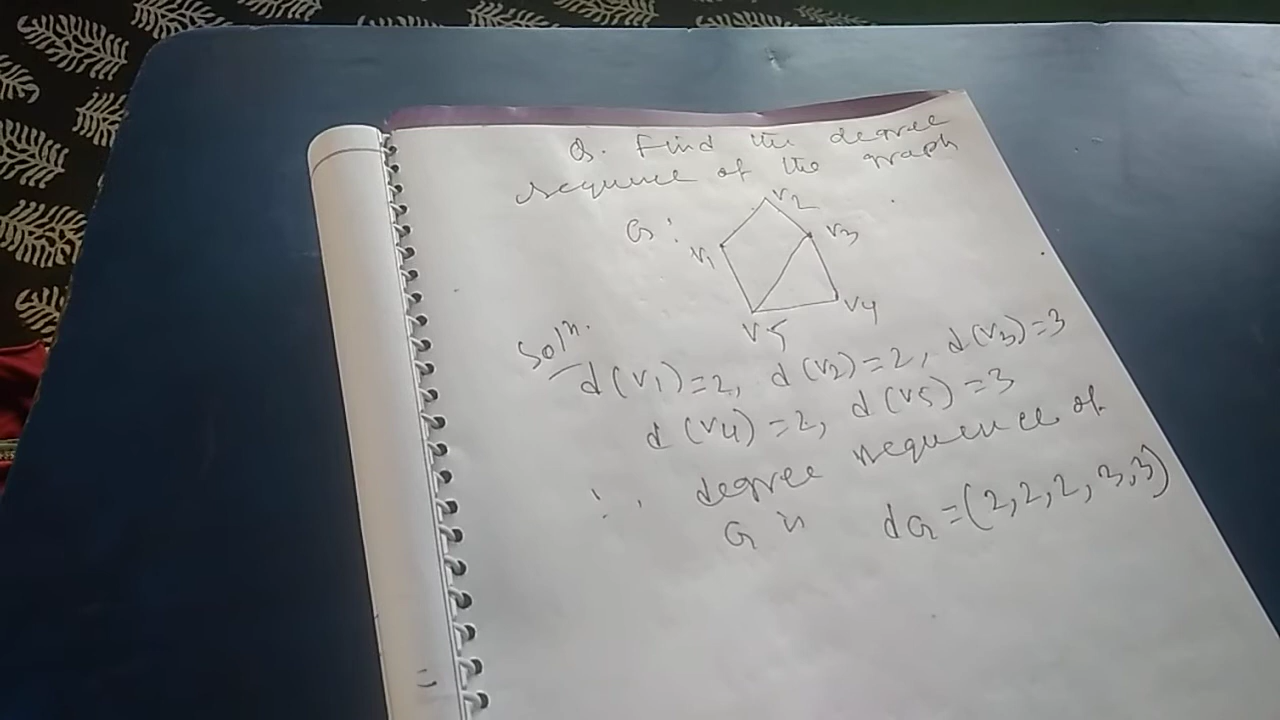 Q. Find the degree
sequence of the graph
G:
v2
v3
v1
v4
v5
Soln.
d(v1)=2, d(v2)=2, d(v3)=3
d(v4)=2, d(v5)=3
∴ degree sequence of
G is dG=(2,2,2,3,3)